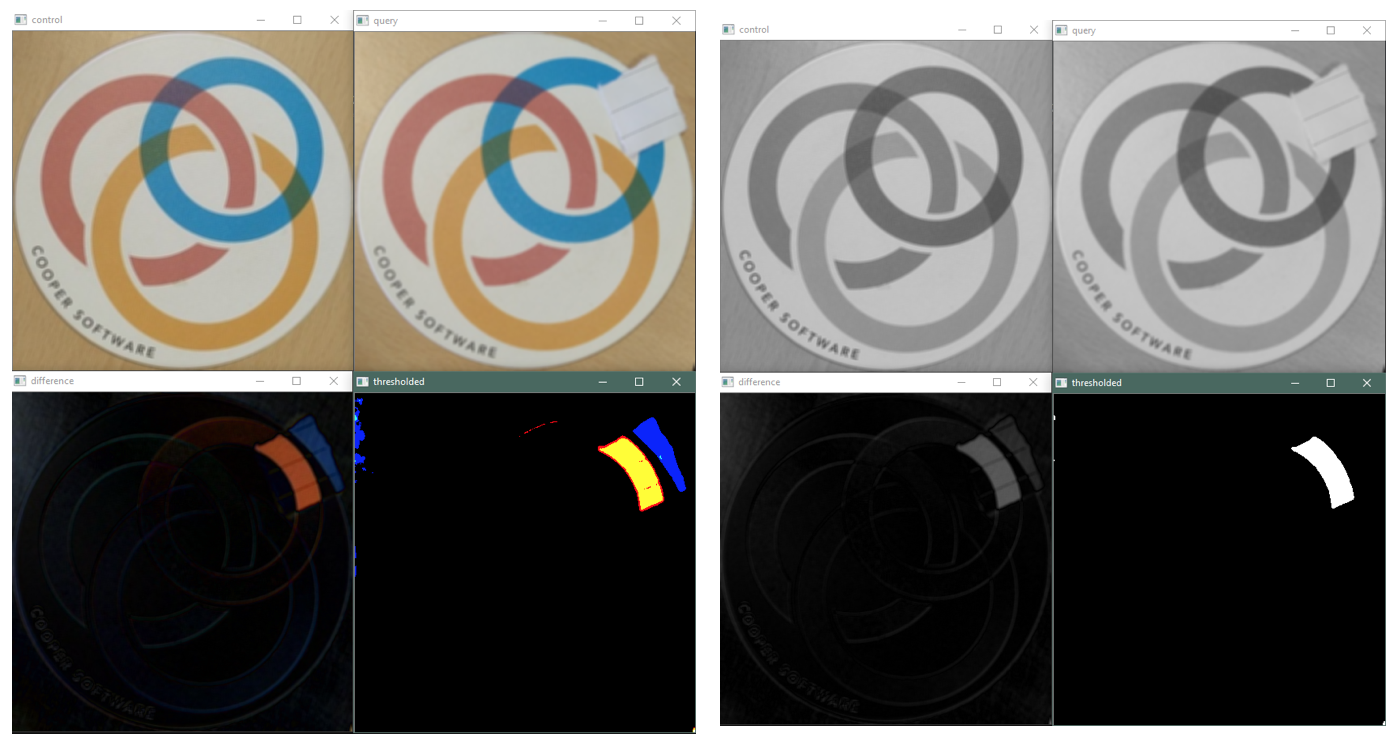 control
query
COOPER SOFTWARE
COOPER SOFTWARE
difference
thresholded
COOPER SOFTWARE
control
query
COOPER SOFTWARE
COOPER SOFTWARE
difference
thresholded
COOPER SOFTWARE